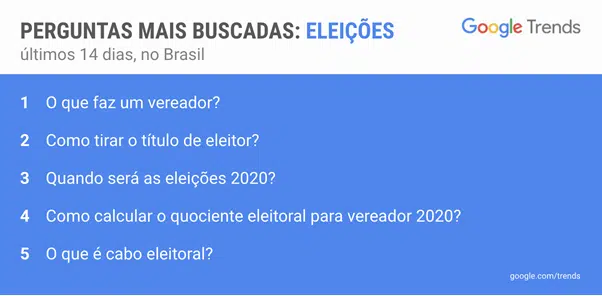 PERGUNTAS MAIS BUSCADAS: ELEIÇÕES
Google Trends
últimos 14 dias, no Brasil
1 O que faz um vereador?
2 Como tirar o título de eleitor?
3 Quando será as eleições 2020?
4 Como calcular o quociente eleitoral para vereador 2020?
5 O que é cabo eleitoral?
google.com/trends